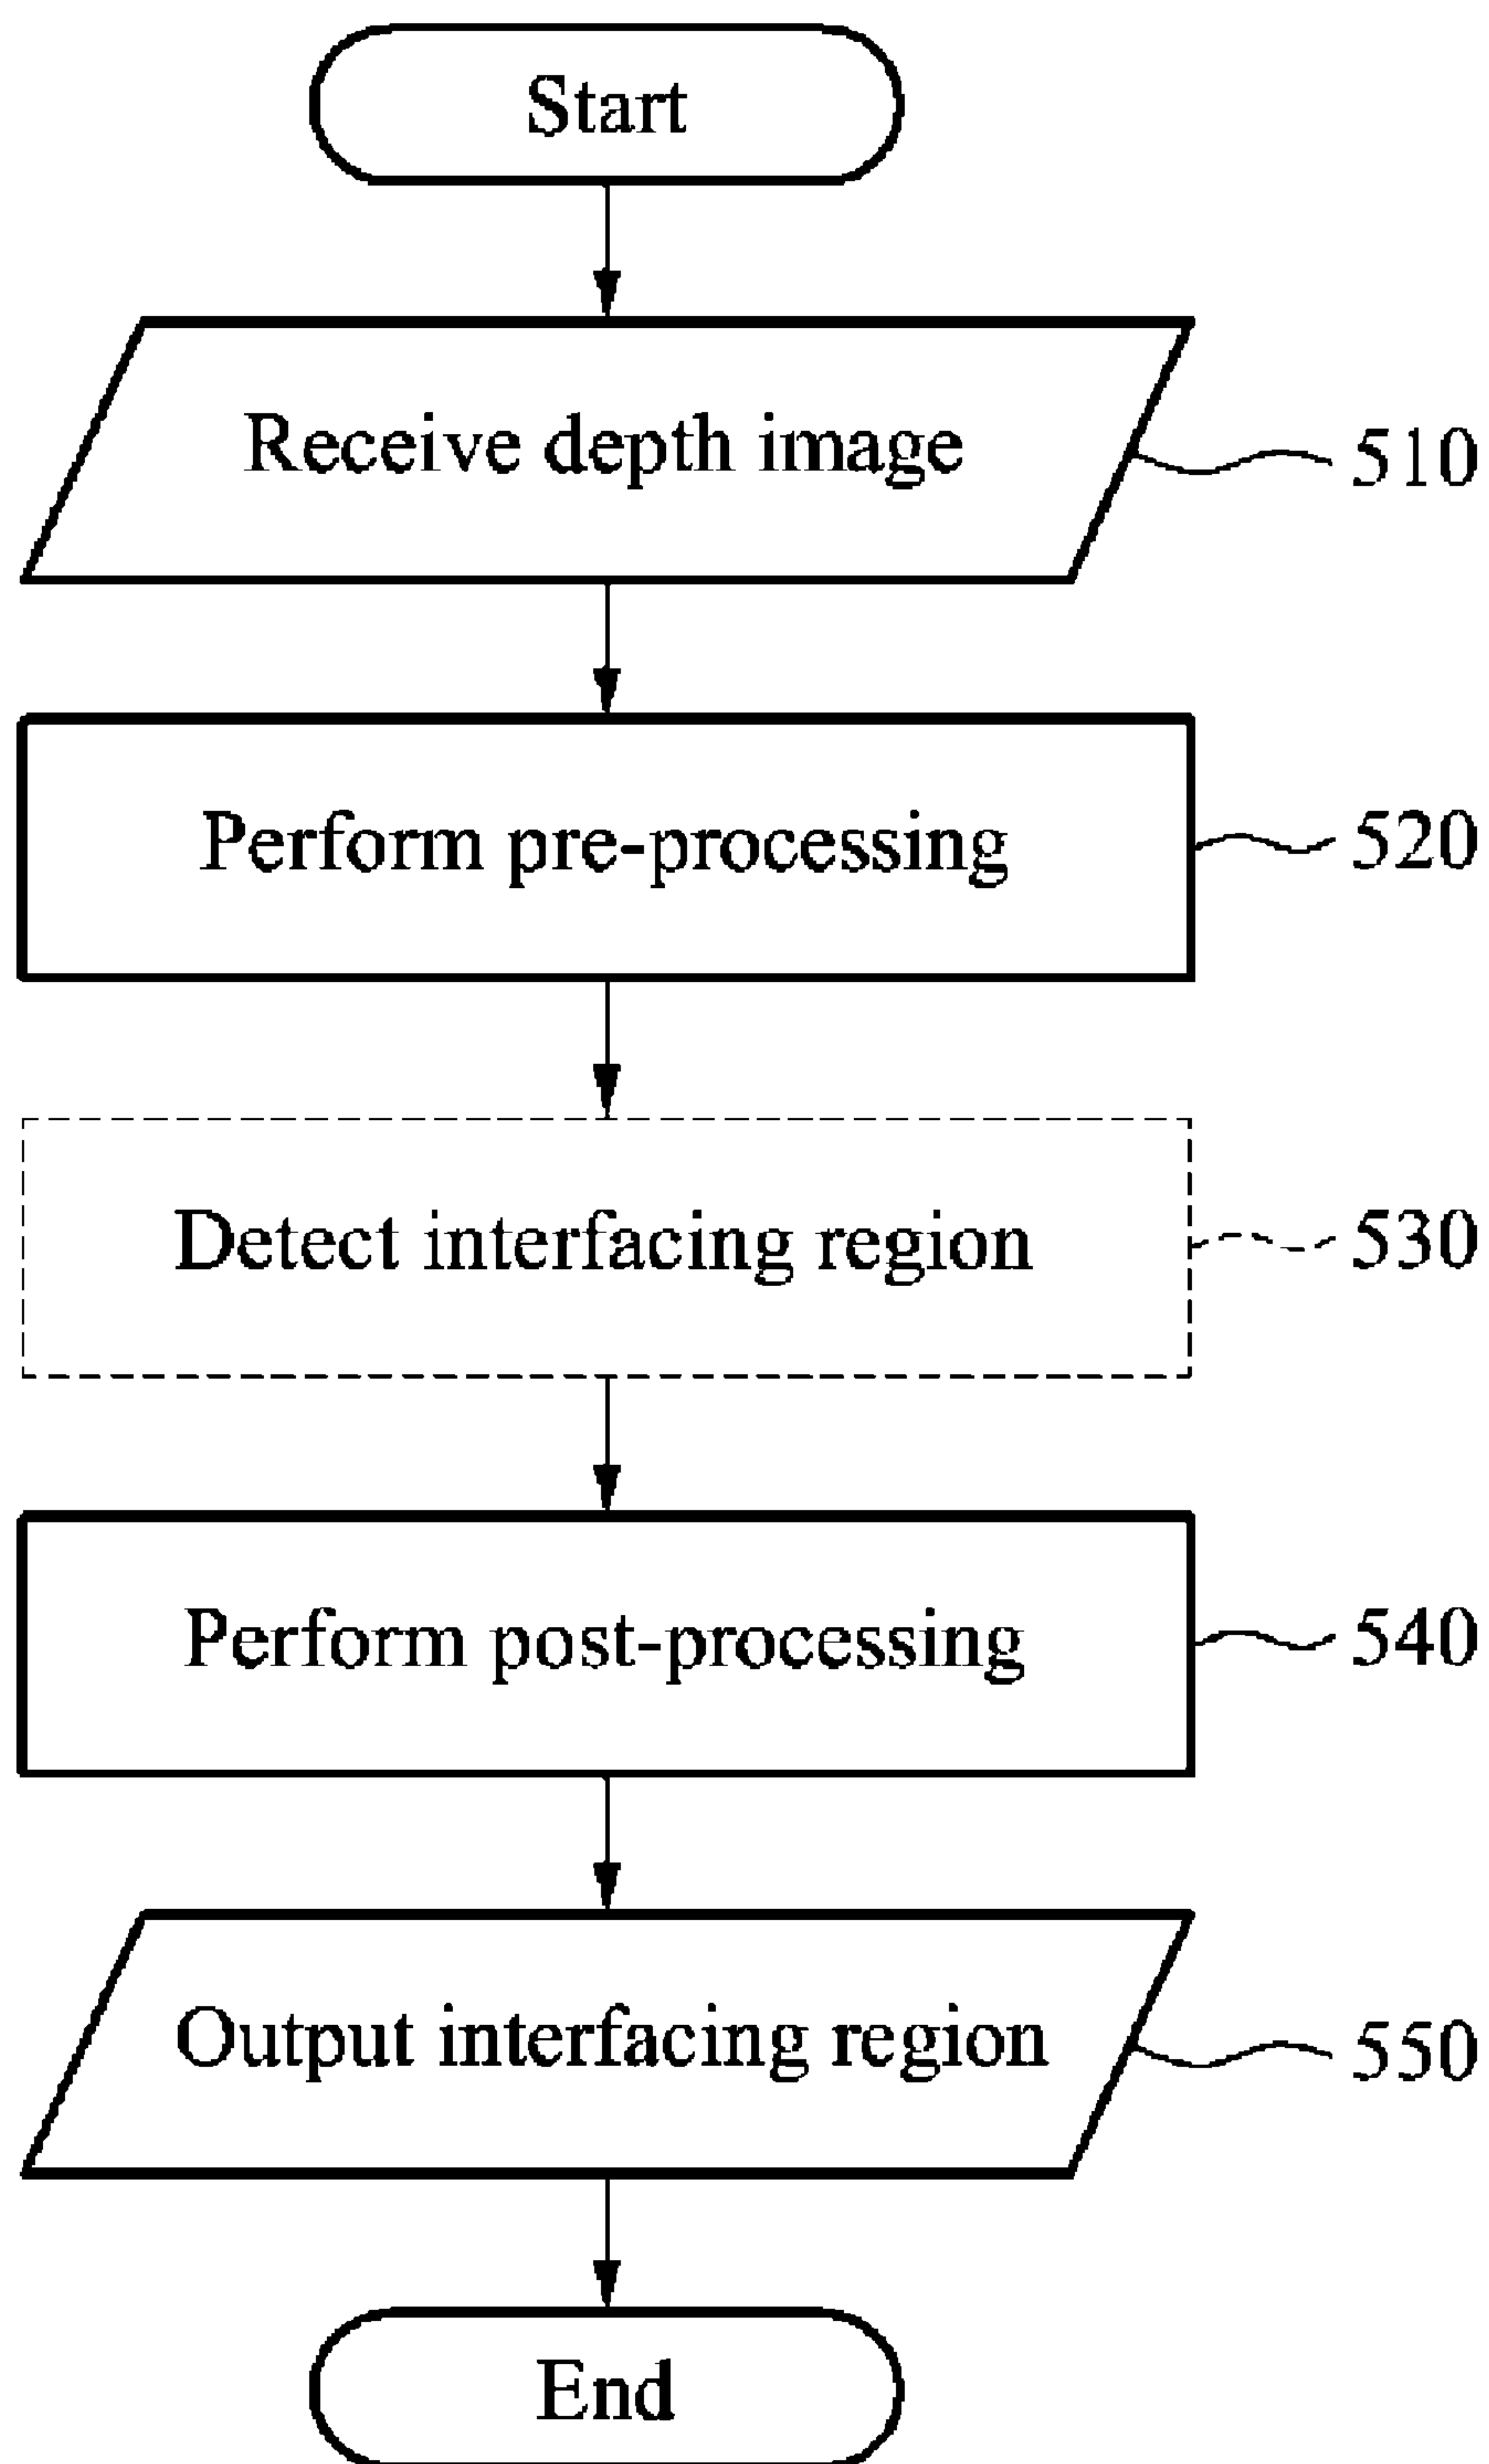 Start
Receive depth image
510
Perform pre-processing
520
Detect interfacing region
530
Perform post-processing
540
Output interfacing region
550
End